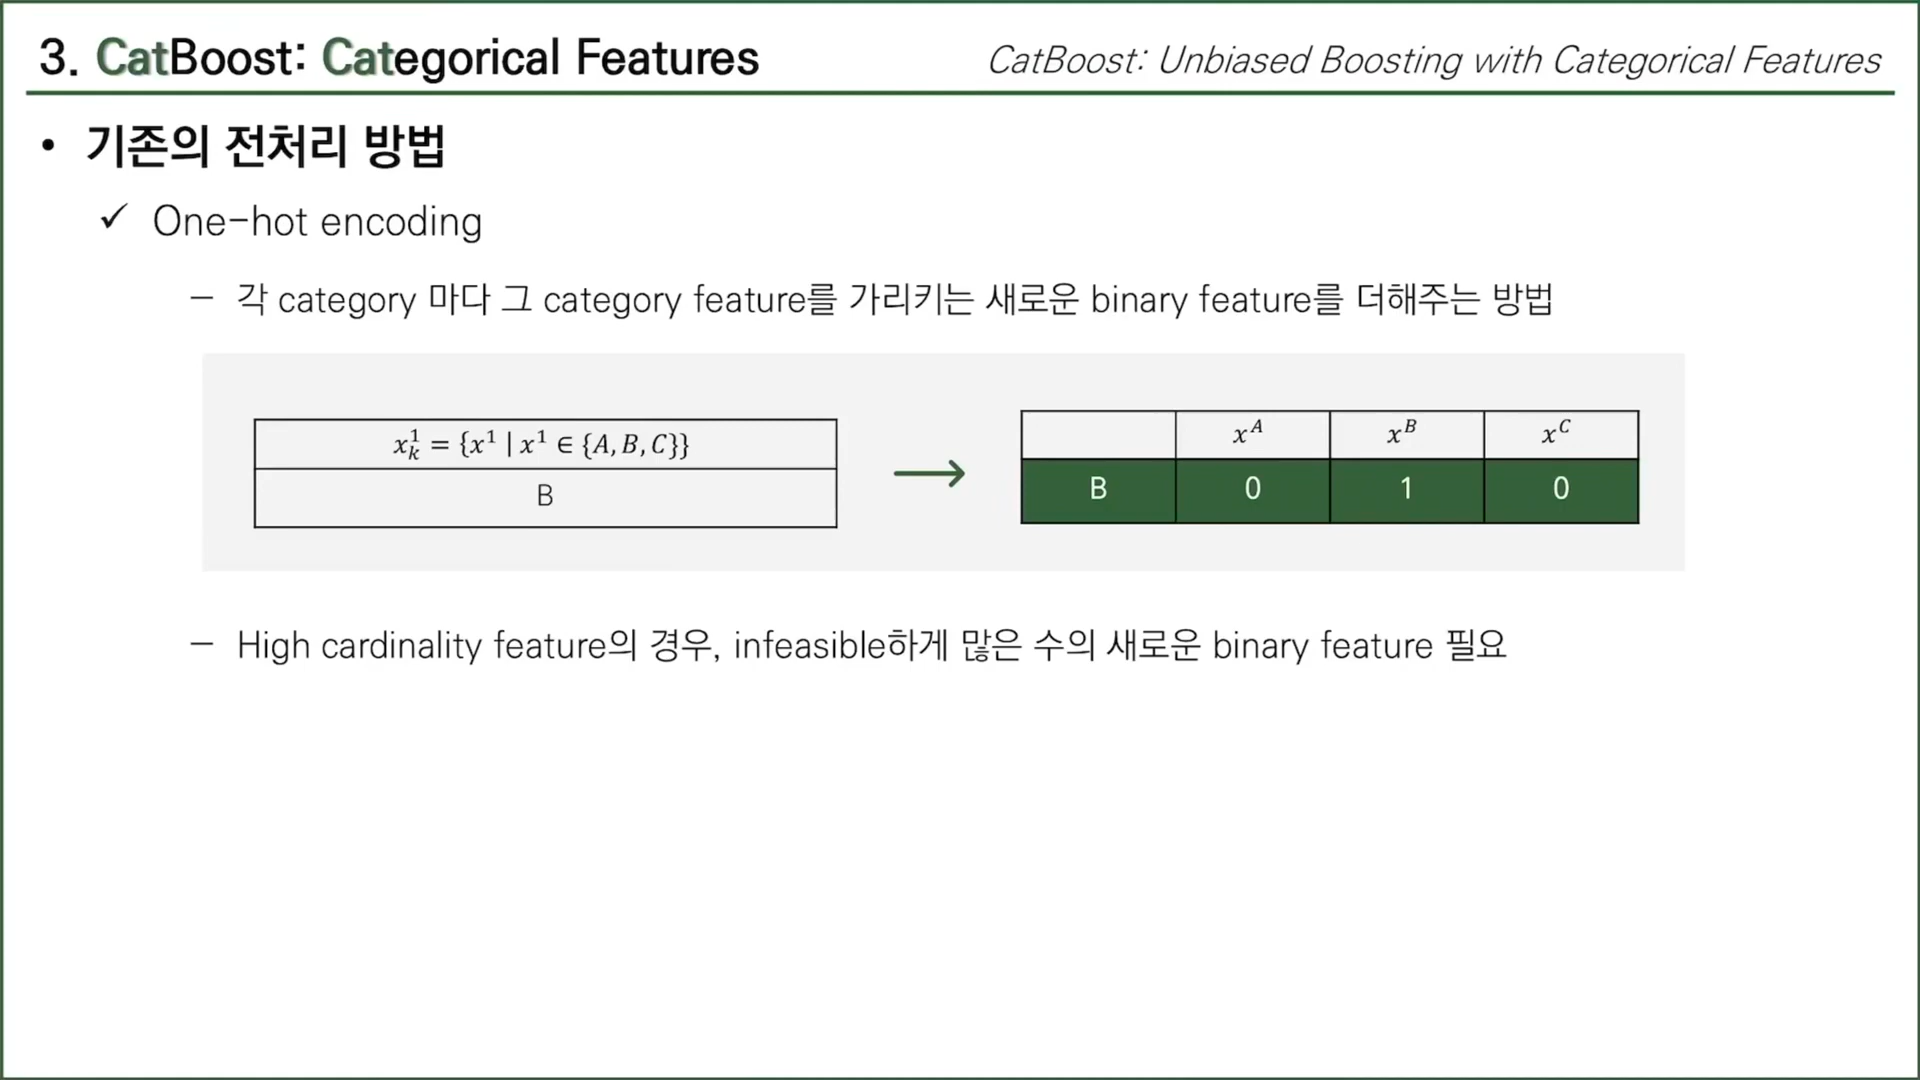 3. CatBoost: Categorical Features
CatBoost: Unbiased Boosting with Categorical Features
• 기존의 전처리 방법
✓ One-hot encoding
− 각 category 마다 그 category feature를 가리키는 새로운 binary feature를 더해주는 방법
x_k^1 = {x^1 | x^1 ∈ {A, B, C}}
B
x^A x^B x^C
B 0 1 0
− High cardinality feature의 경우, infeasible하게 많은 수의 새로운 binary feature 필요